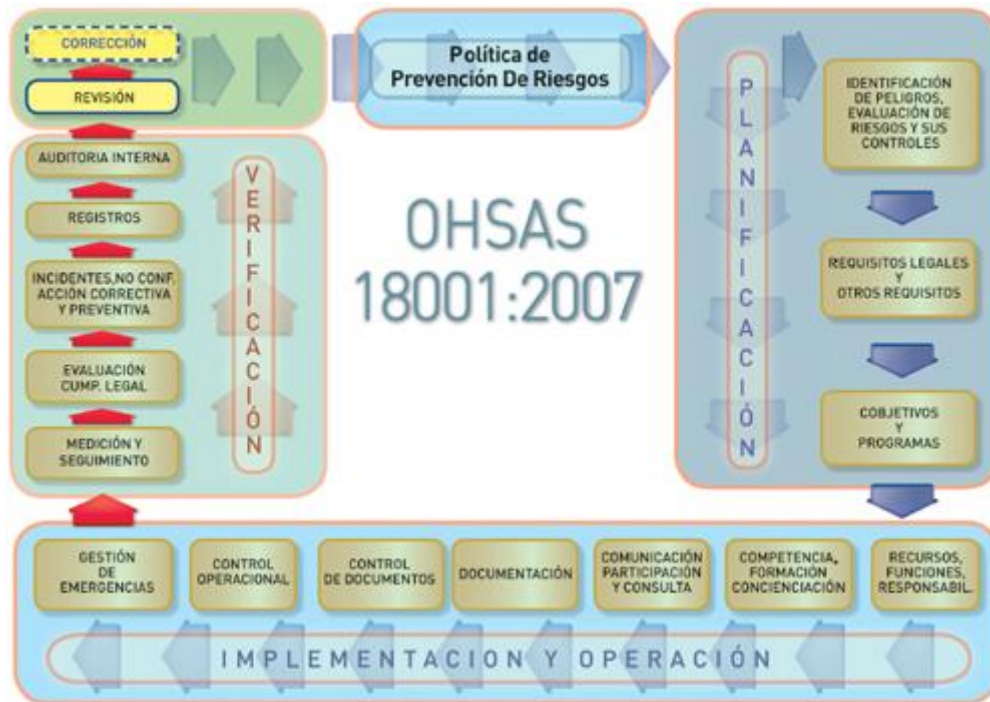 CORRECCIÓN
REVISIÓN
Política de
Prevención De Riesgos
PLANIFICACIÓN
IDENTIFICACIÓN
DE PELIGROS,
EVALUACIÓN DE
RIESGOS Y SUS
CONTROLES
REQUISITOS LEGALES
Y
OTROS REQUISITOS
COBJETIVOS
Y
PROGRAMAS
OHSAS
18001:2007
AUDITORIA INTERNA
REGISTROS
INCIDENTES,NO CONF.
ACCIÓN CORRECTIVA
Y PREVENTIVA
EVALUACIÓN
CUMP. LEGAL
MEDICIÓN Y
SEGUIMIENTO
VERIFICACIÓN
GESTIÓN
DE
EMERGENCIAS
CONTROL
OPERACIONAL
CONTROL
DE DOCUMENTOS
DOCUMENTACIÓN
COMUNICACIÓN
PARTICIPACIÓN
Y CONSULTA
COMPETENCIA,
FORMACIÓN
CONCIENCIACIÓN
RECURSOS,
FUNCIONES,
RESPONSABIL.
IMPLEMENTACION Y OPERACIÓN